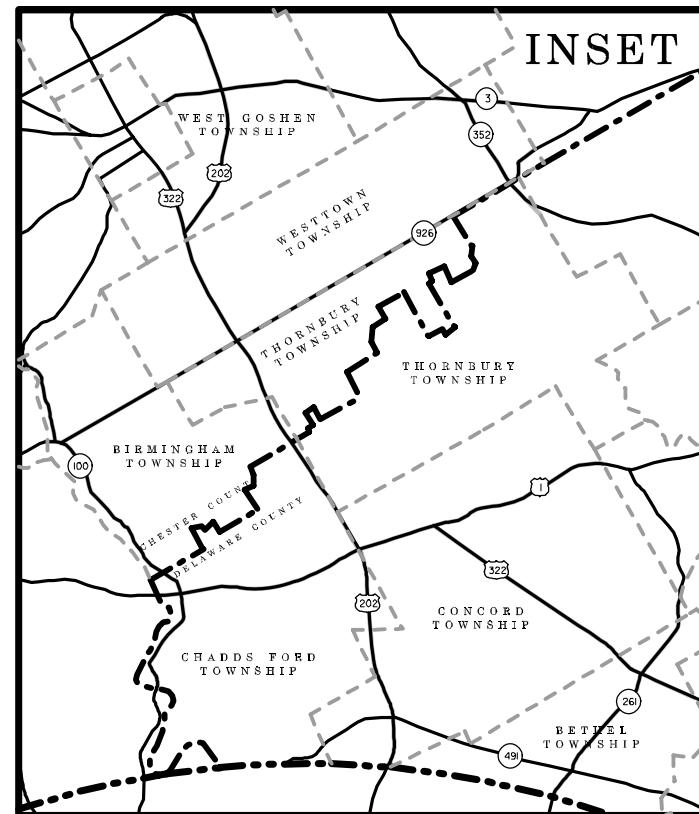 INSET
3
WEST GOSHEN
TOWNSHIP
352
202
322
WESTTOWN
TOWNSHIP
926
THORNBURY
TOWNSHIP
THORNBURY
TOWNSHIP
BIRMINGHAM
TOWNSHIP
100
CHESTER COUNTY
DELAWARE COUNTY
1
322
202
CONCORD
TOWNSHIP
CHADDS FORD
TOWNSHIP
261
BETHEL
TOWNSHIP
491